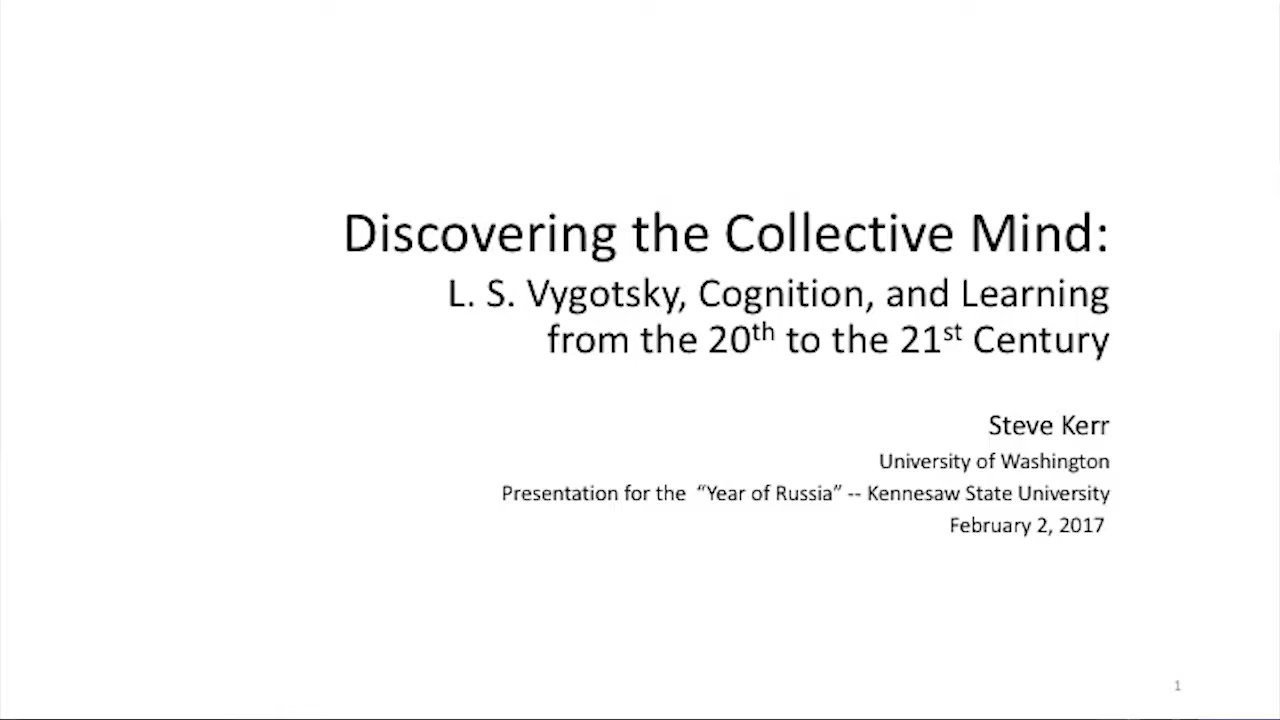 Discovering the Collective Mind:
L. S. Vygotsky, Cognition, and Learning
from the 20th to the 21st Century
Steve Kerr
University of Washington
Presentation for the “Year of Russia” -- Kennesaw State University
February 2, 2017
1